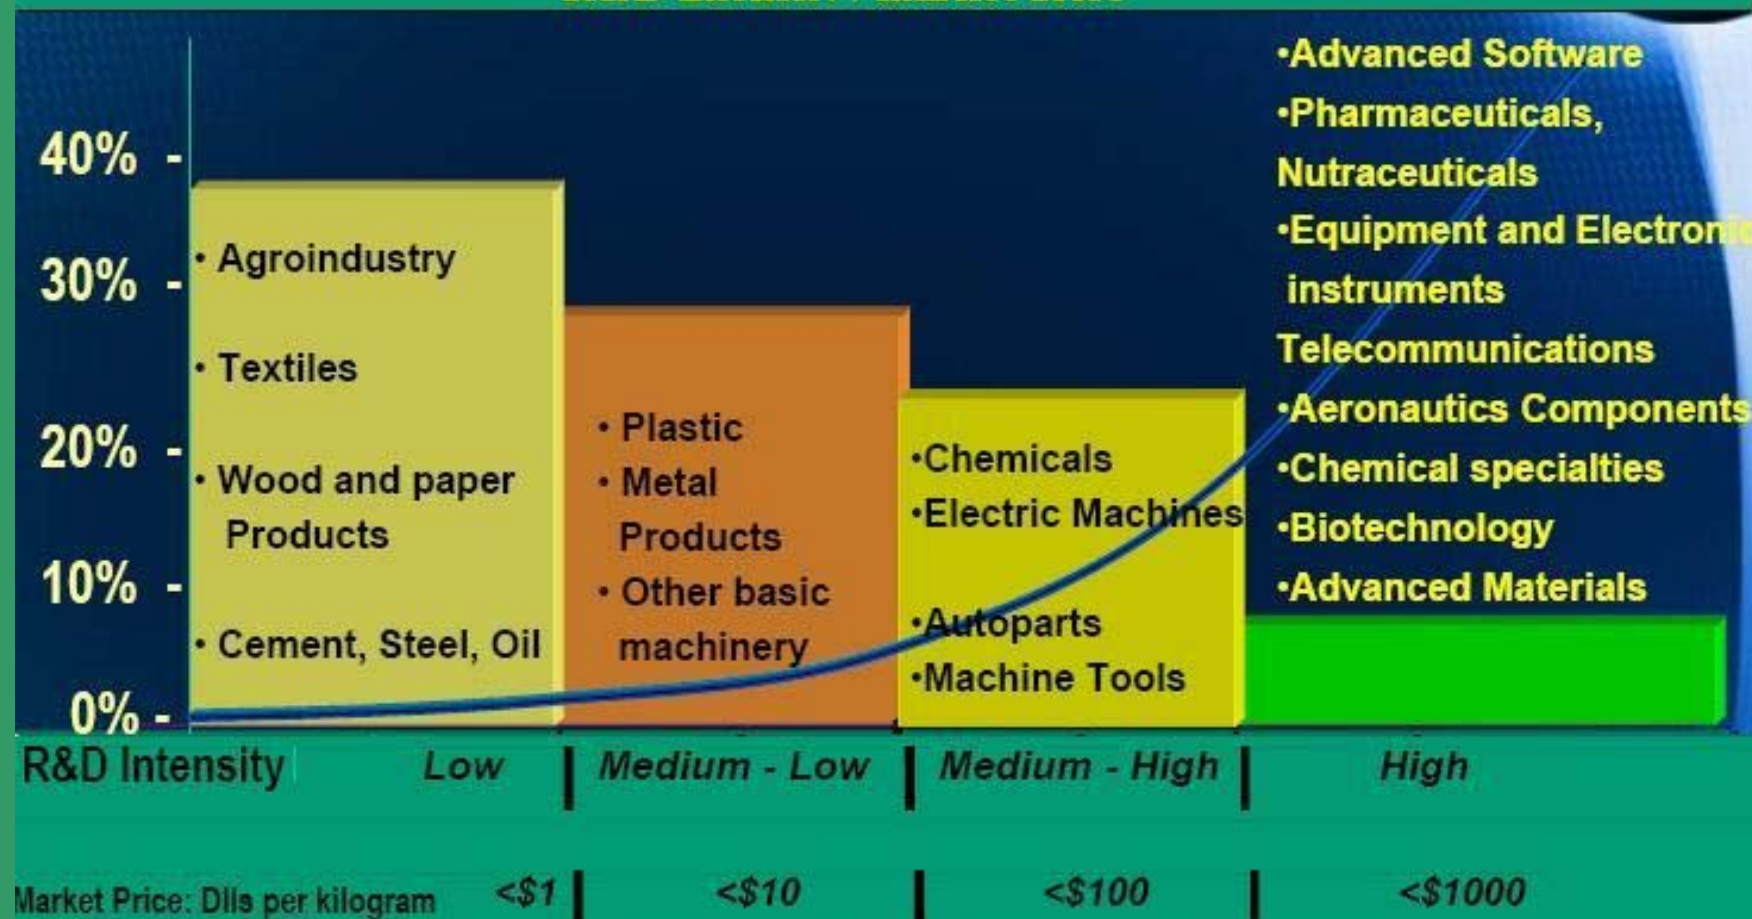 40% -
30% -
20% -
10% -
0% -
• Agroindustry
• Textiles
• Wood and paper
Products
• Cement, Steel, Oil
• Plastic
• Metal
Products
• Other basic
machinery
•Chemicals
•Electric Machines
•Autoparts
•Machine Tools
•Advanced Software
•Pharmaceuticals,
Nutraceuticals
•Equipment and Electronic
instruments
Telecommunications
•Aeronautics Components
•Chemical specialties
•Biotechnology
•Advanced Materials
R&D Intensity Low Medium - Low Medium - High High
Market Price: Dlls per kilogram <$1 <$10 <$100 <$1000